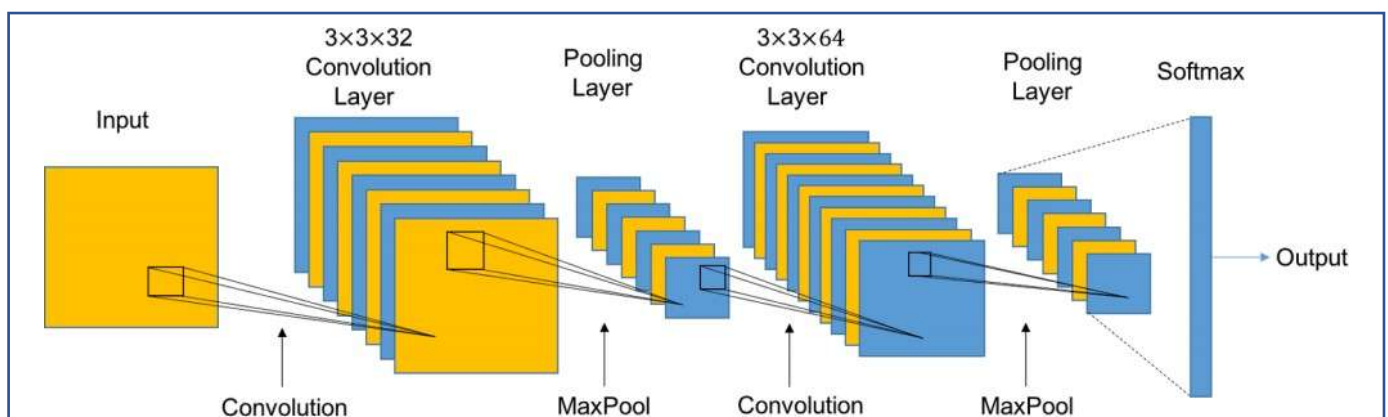 Input
3×3×32
Convolution
Layer
Pooling
Layer
3×3×64
Convolution
Layer
Pooling
Layer
Softmax
Output
Convolution
MaxPool
Convolution
MaxPool